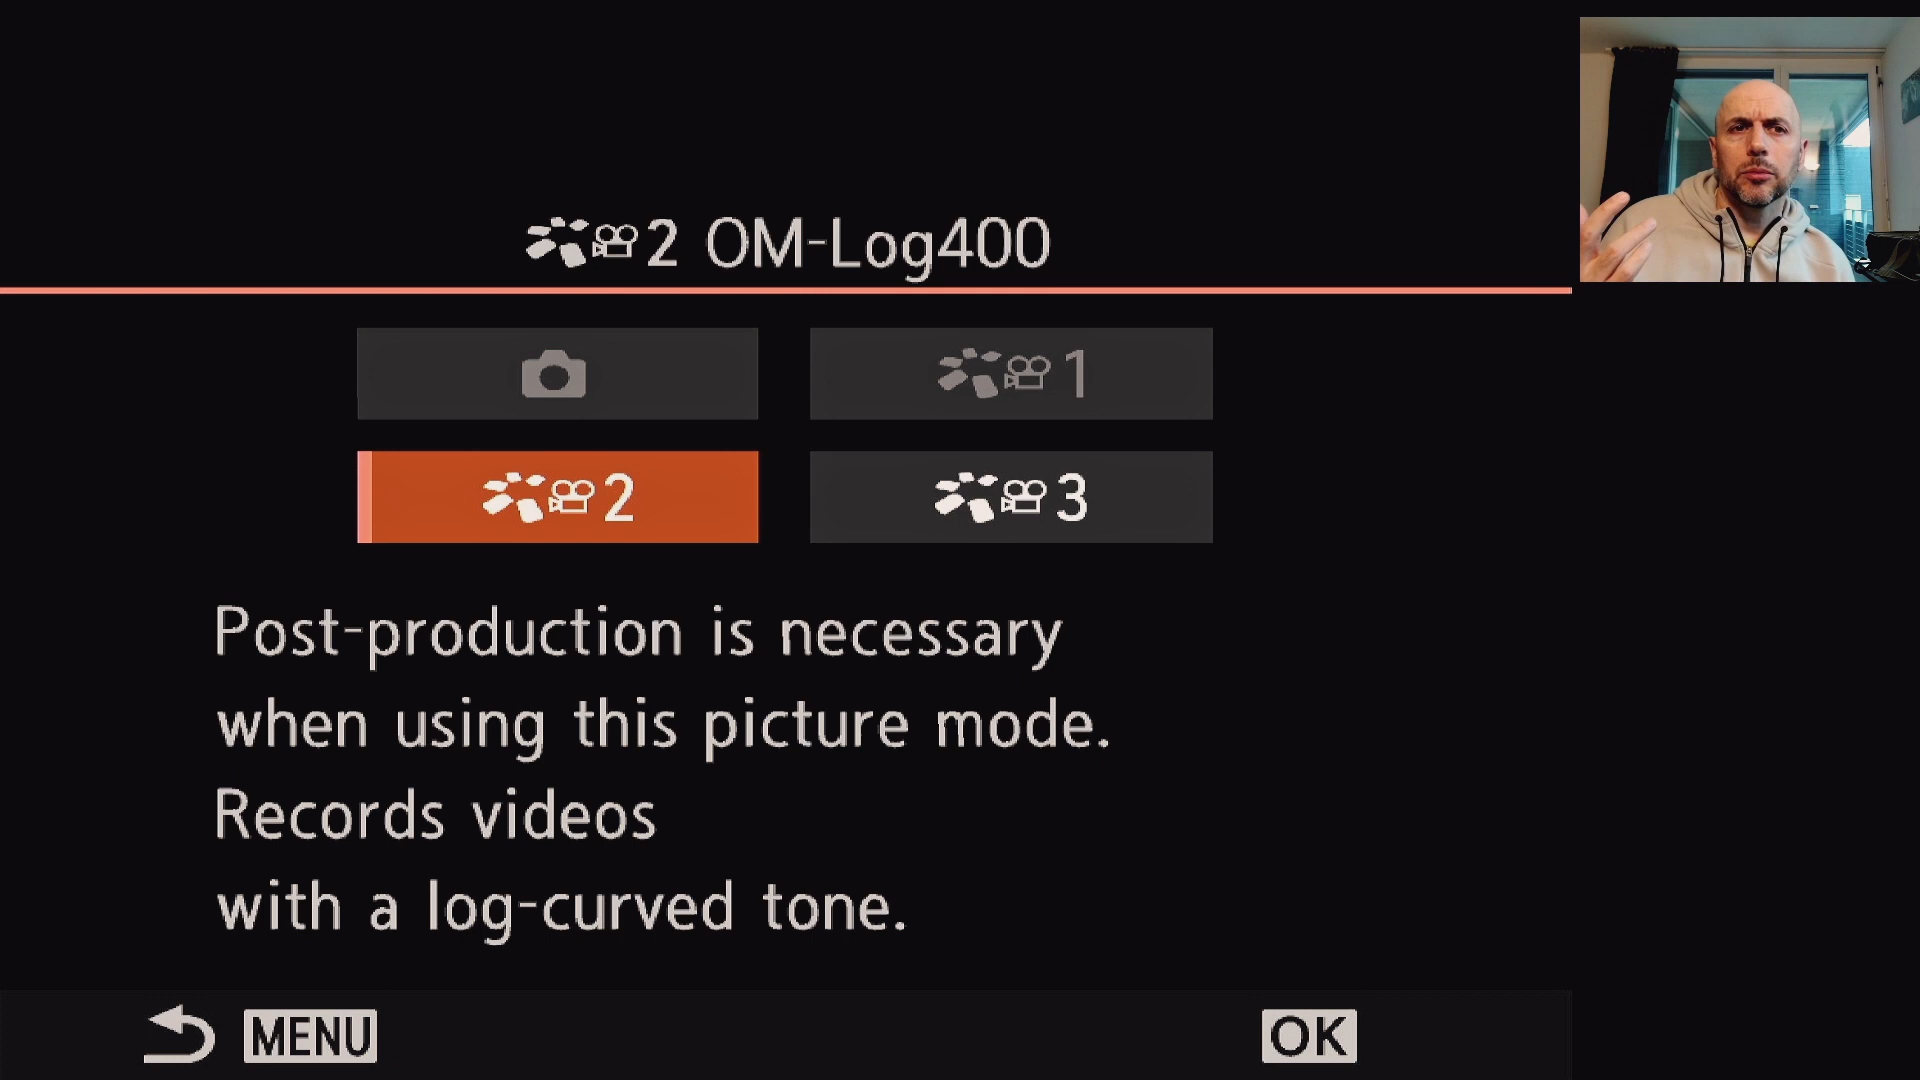 2 OM-Log400
1
2
3
Post-production is necessary
when using this picture mode.
Records videos
with a log-curved tone.
MENU
OK